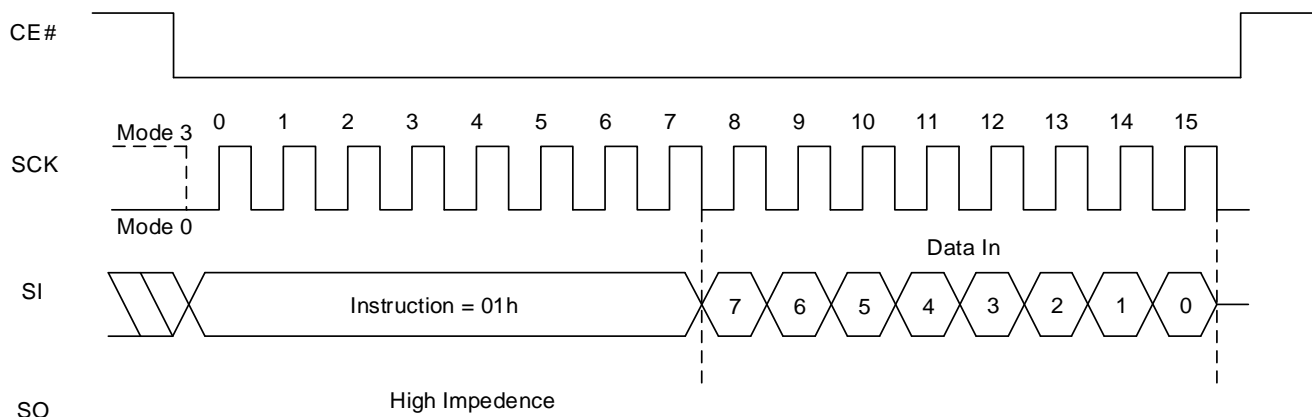 CE#
0 1 2 3 4 5 6 7 8 9 10 11 12 13 14 15
Mode 3
SCK
Mode 0
Data In
SI
Instruction = 01h
7 6 5 4 3 2 1 0
High Impedence
SO